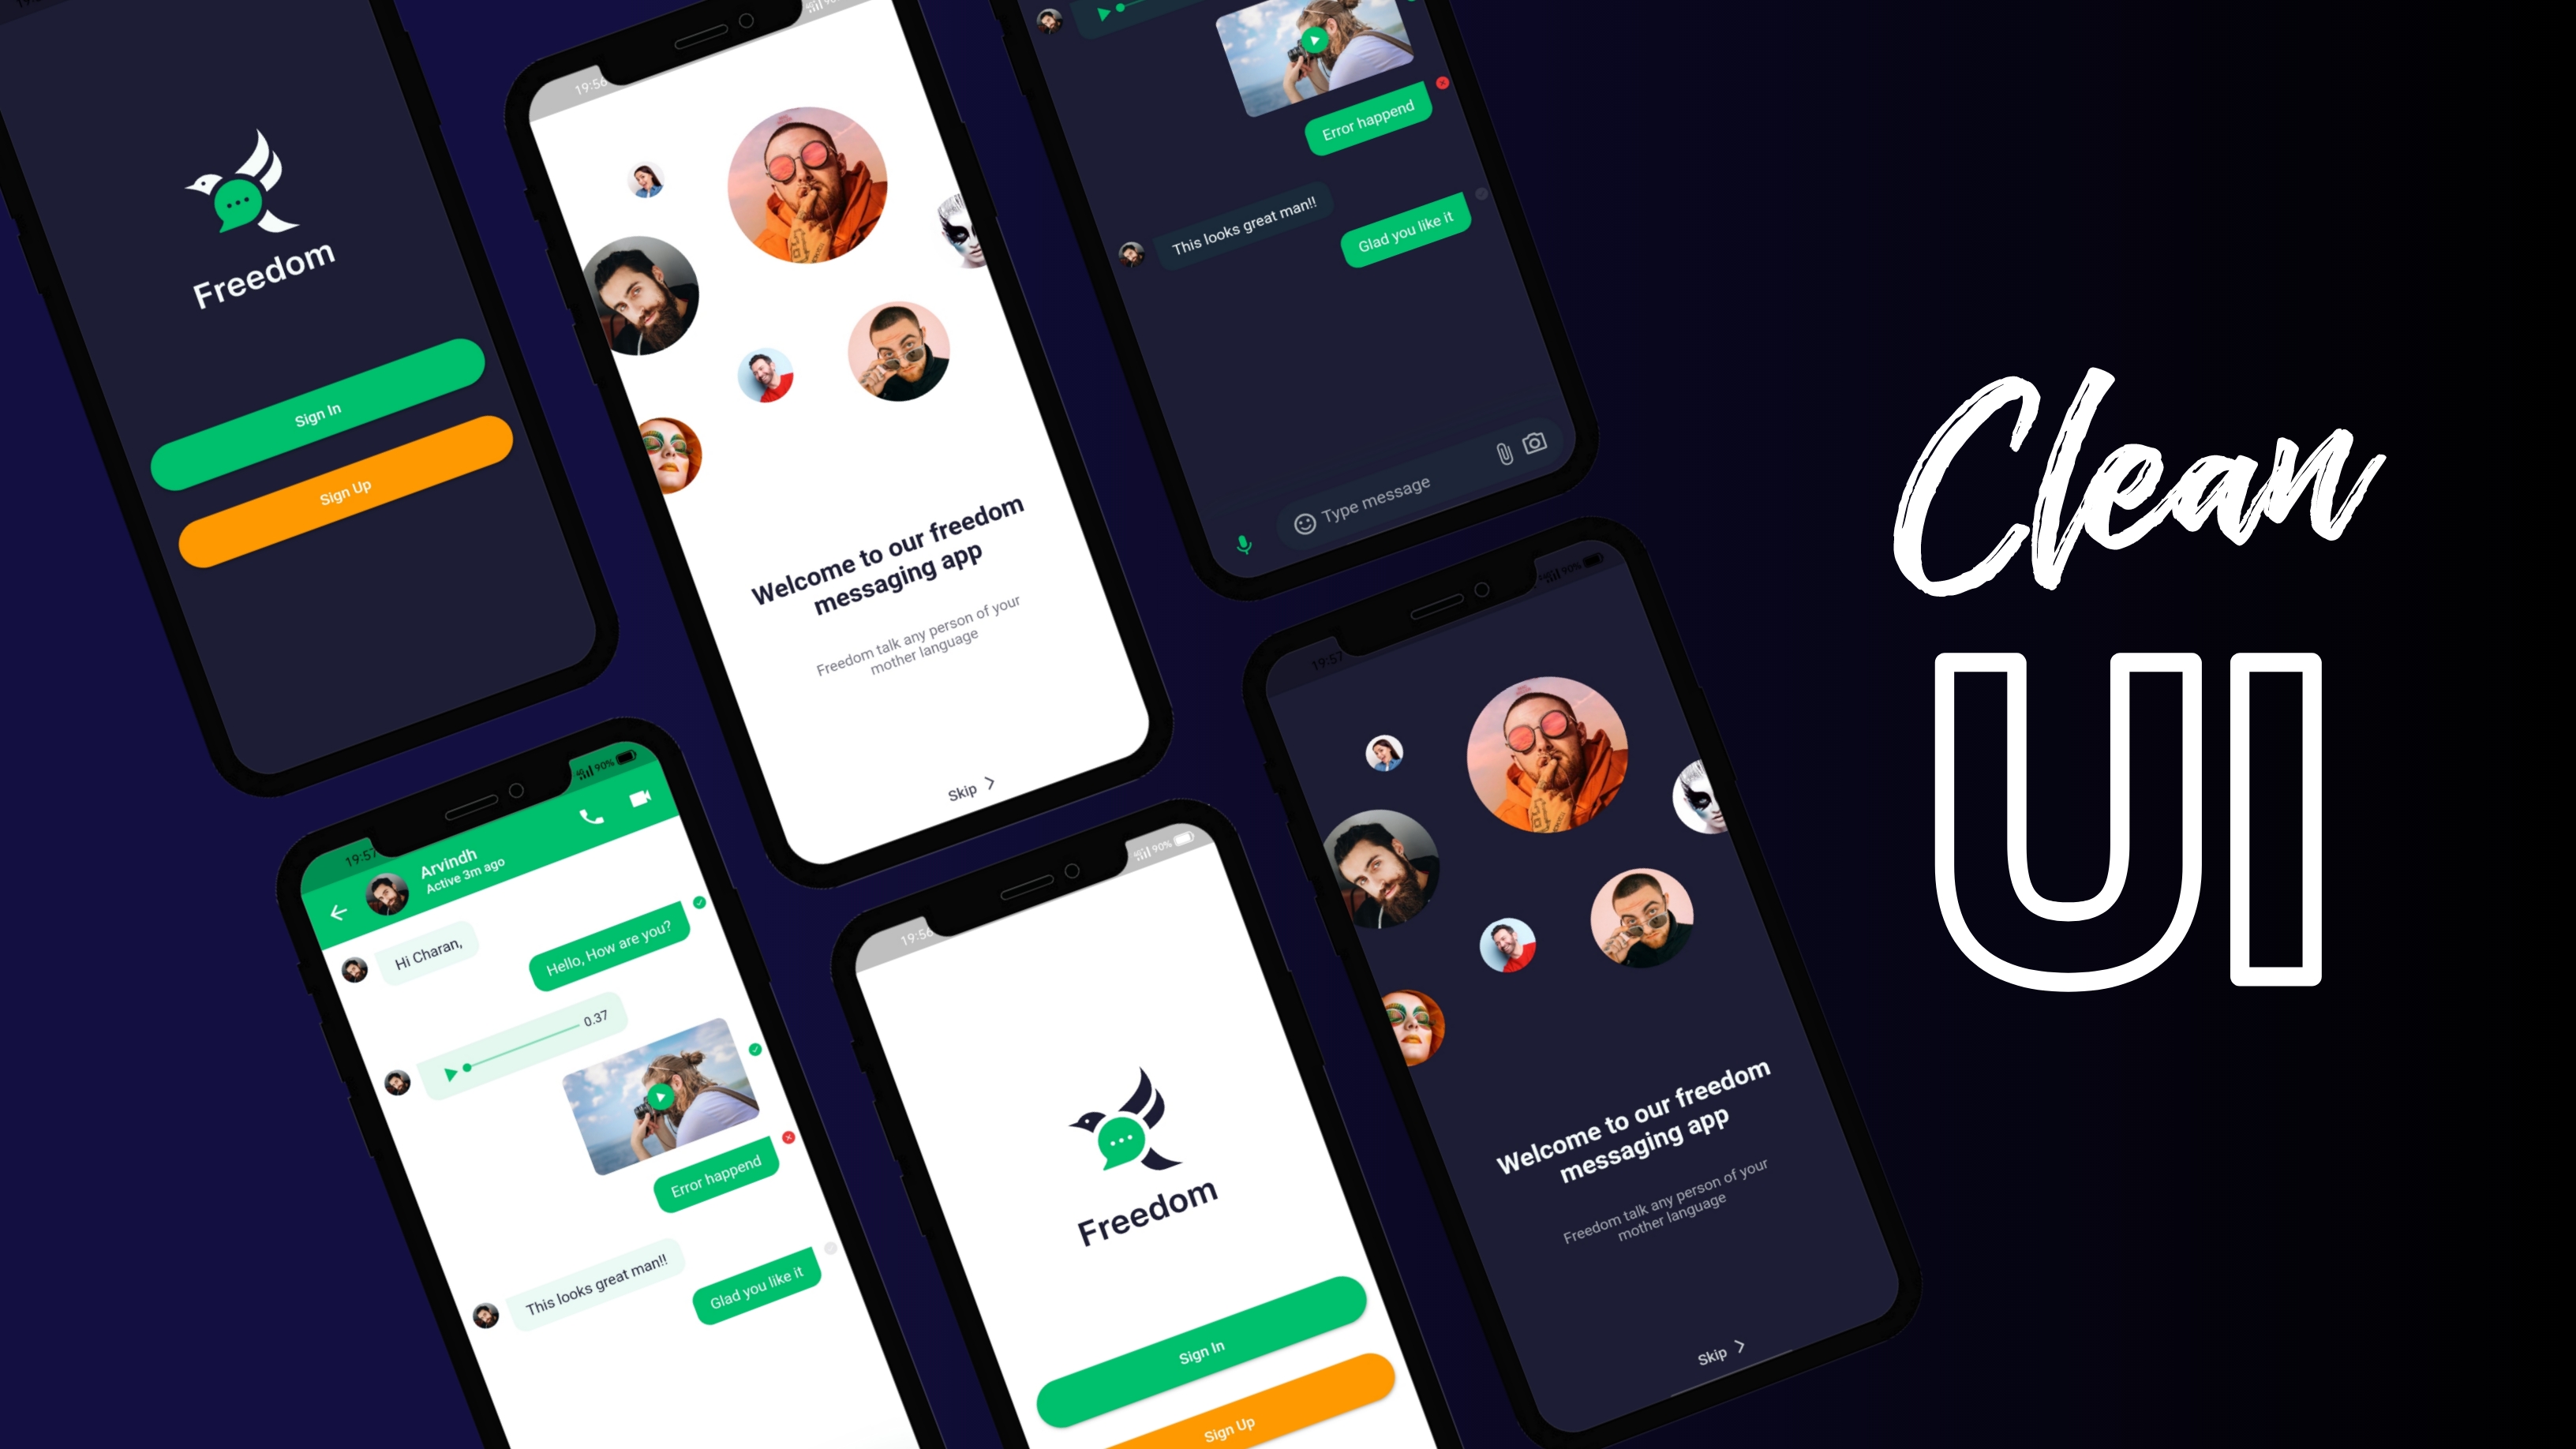 Freedom
Sign In
Sign Up
19:56
Welcome to our freedom
messaging app
Freedom talk any person of your
mother language
Skip
Error happend
This looks great man!!
Glad you like it
Type message
Clean
UI
19:57
90%
Arvindh
Active 3m ago
Hi Charan,
Hello, How are you?
0.37
Error happend
This looks great man!!
Glad you like it
19:56
90%
Freedom
Sign In
Sign Up
19:57
90%
Welcome to our freedom
messaging app
Freedom talk any person of your
mother language
Skip